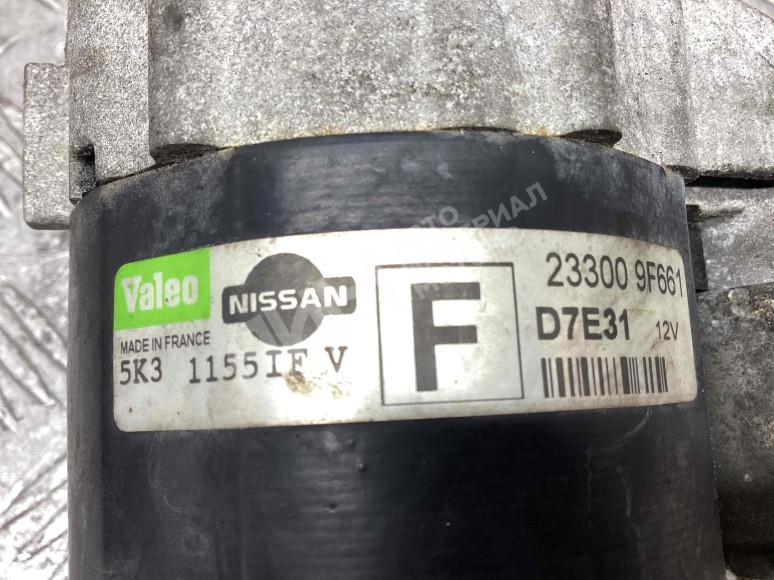 Valeo
NISSAN
MADE IN FRANCE
5K3 1155IF V
F
23300 9F661
D7E31 12V